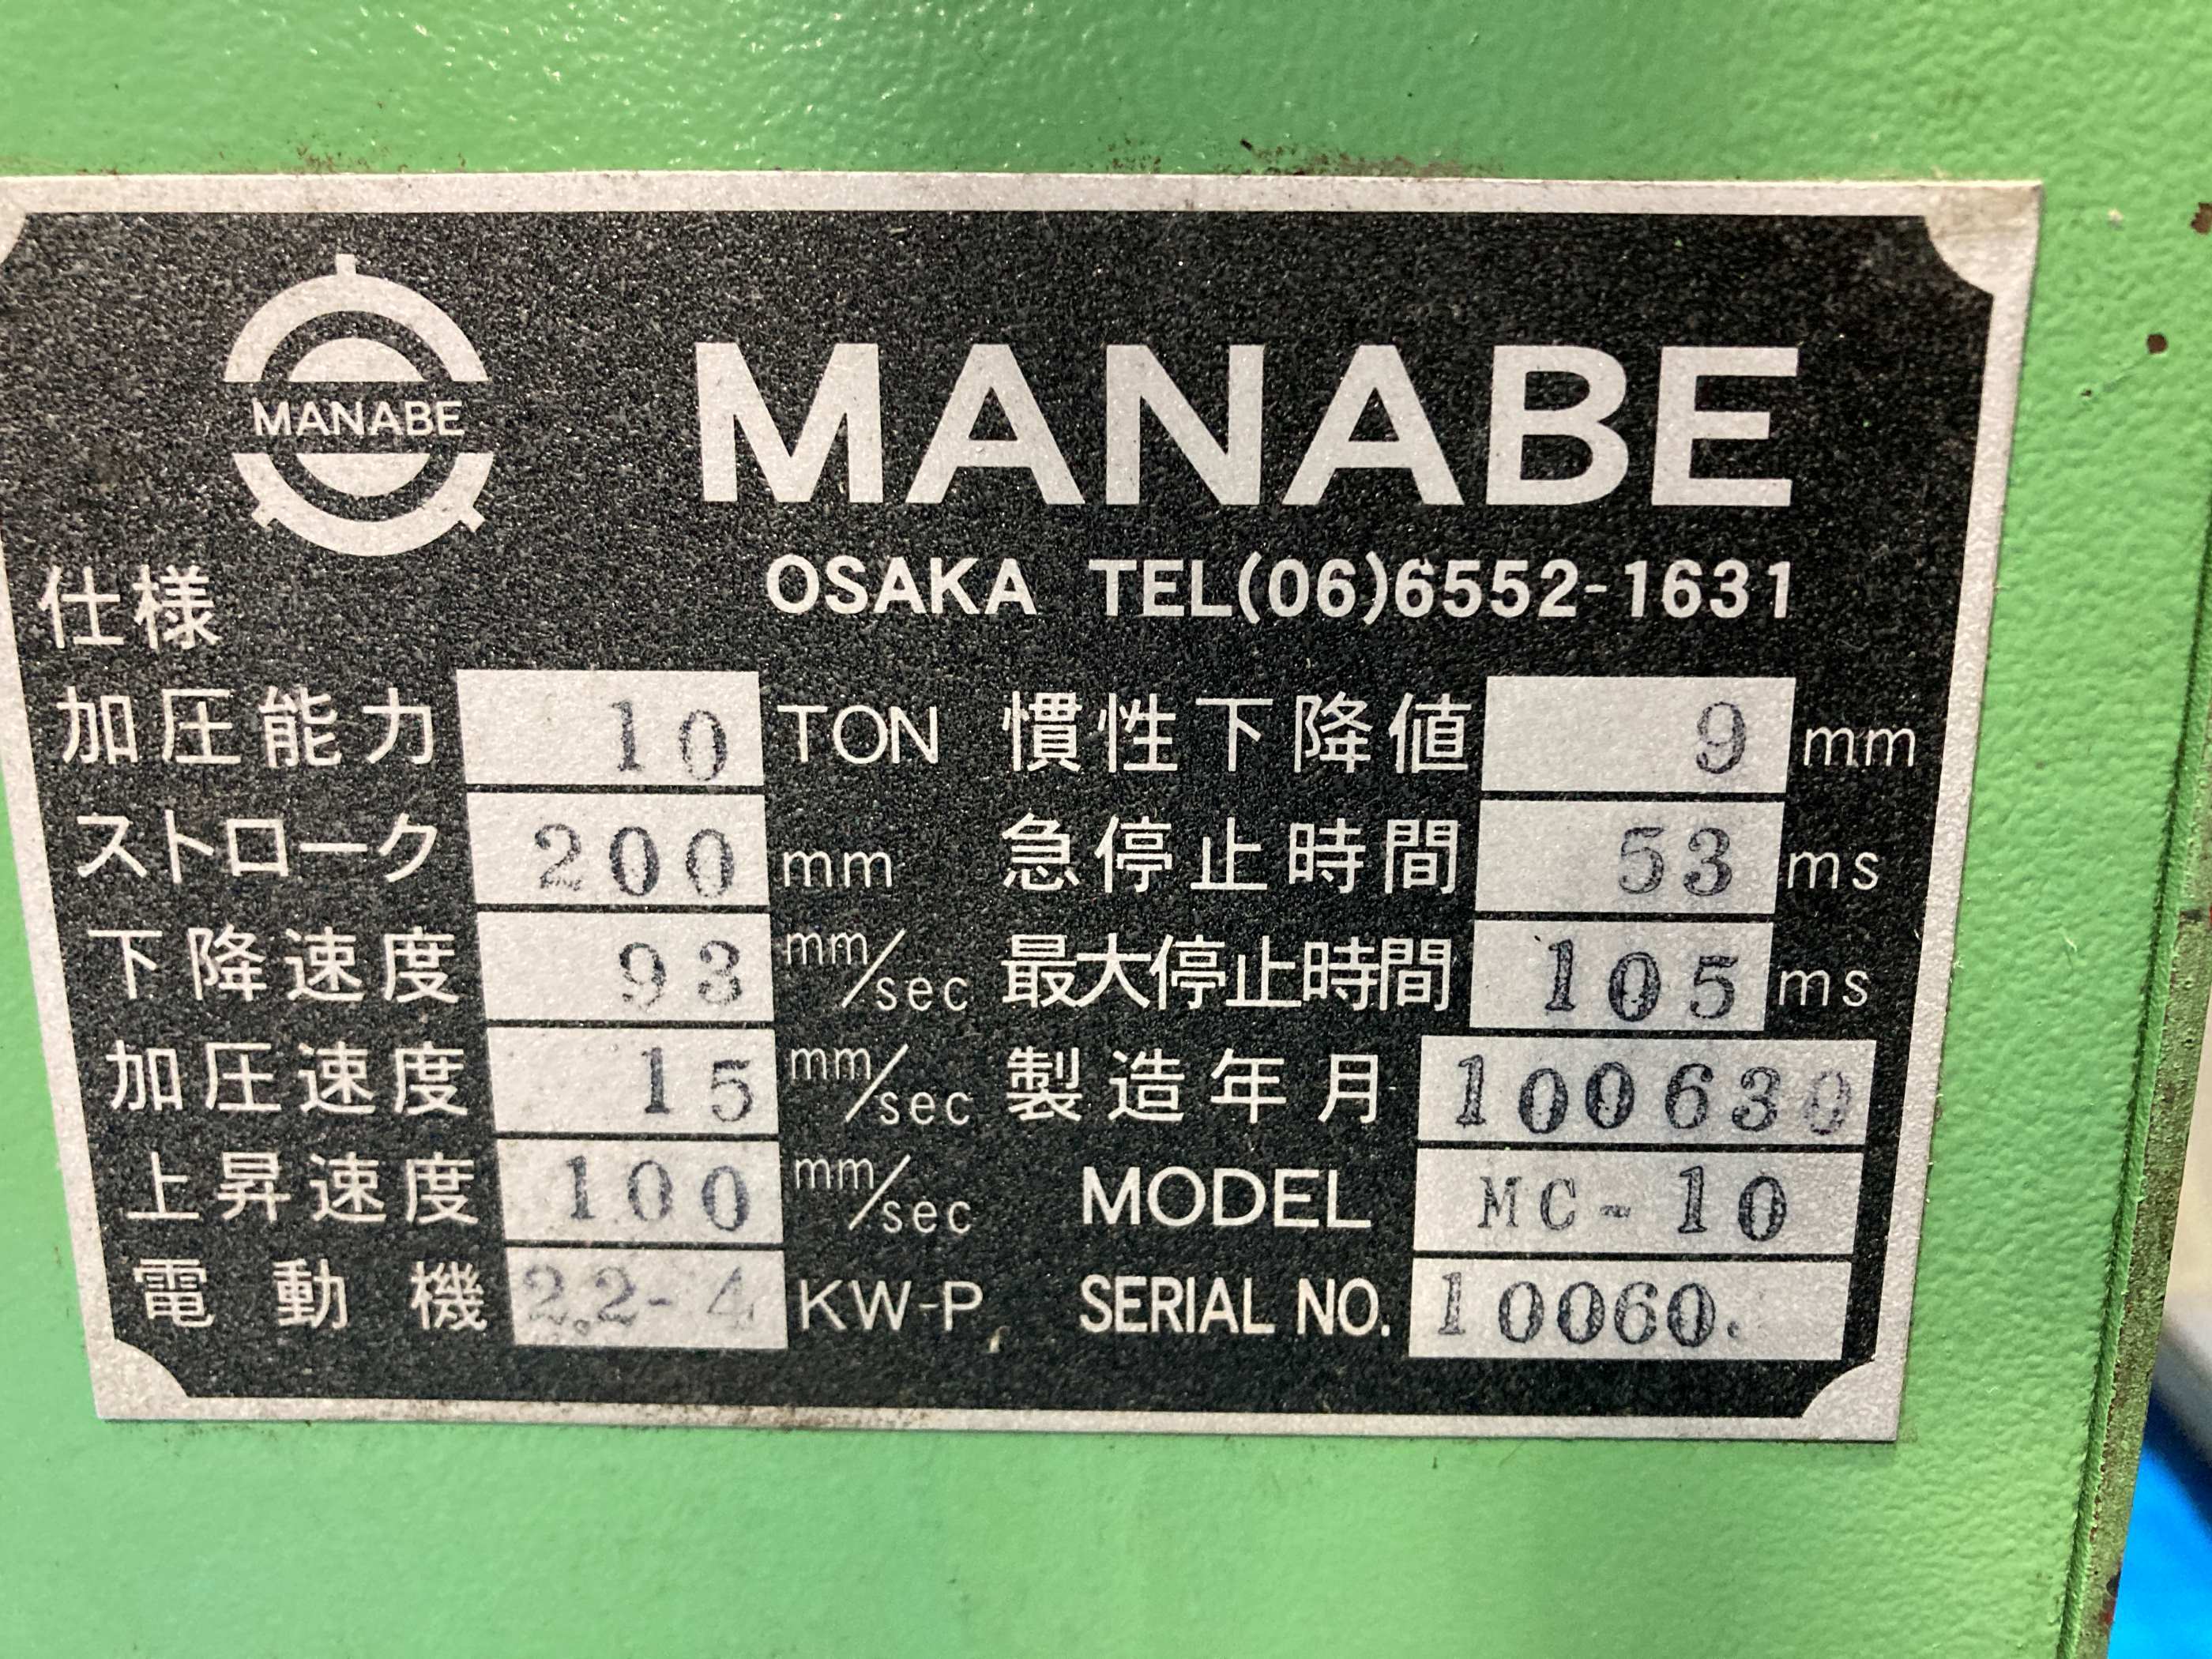 MANABE
MANABE
OSAKA TEL(06)6552-1631
仕様
加圧能力 10 TON 慣性下降値 9 mm
ストローク 200 mm 急停止時間 53 ms
下降速度 93 mm/sec 最大停止時間 105 ms
加圧速度 15 mm/sec 製造年月 100630
上昇速度 100 mm/sec MODEL MC-10
電動機 2.2-4 KW-P SERIAL NO. 10060.